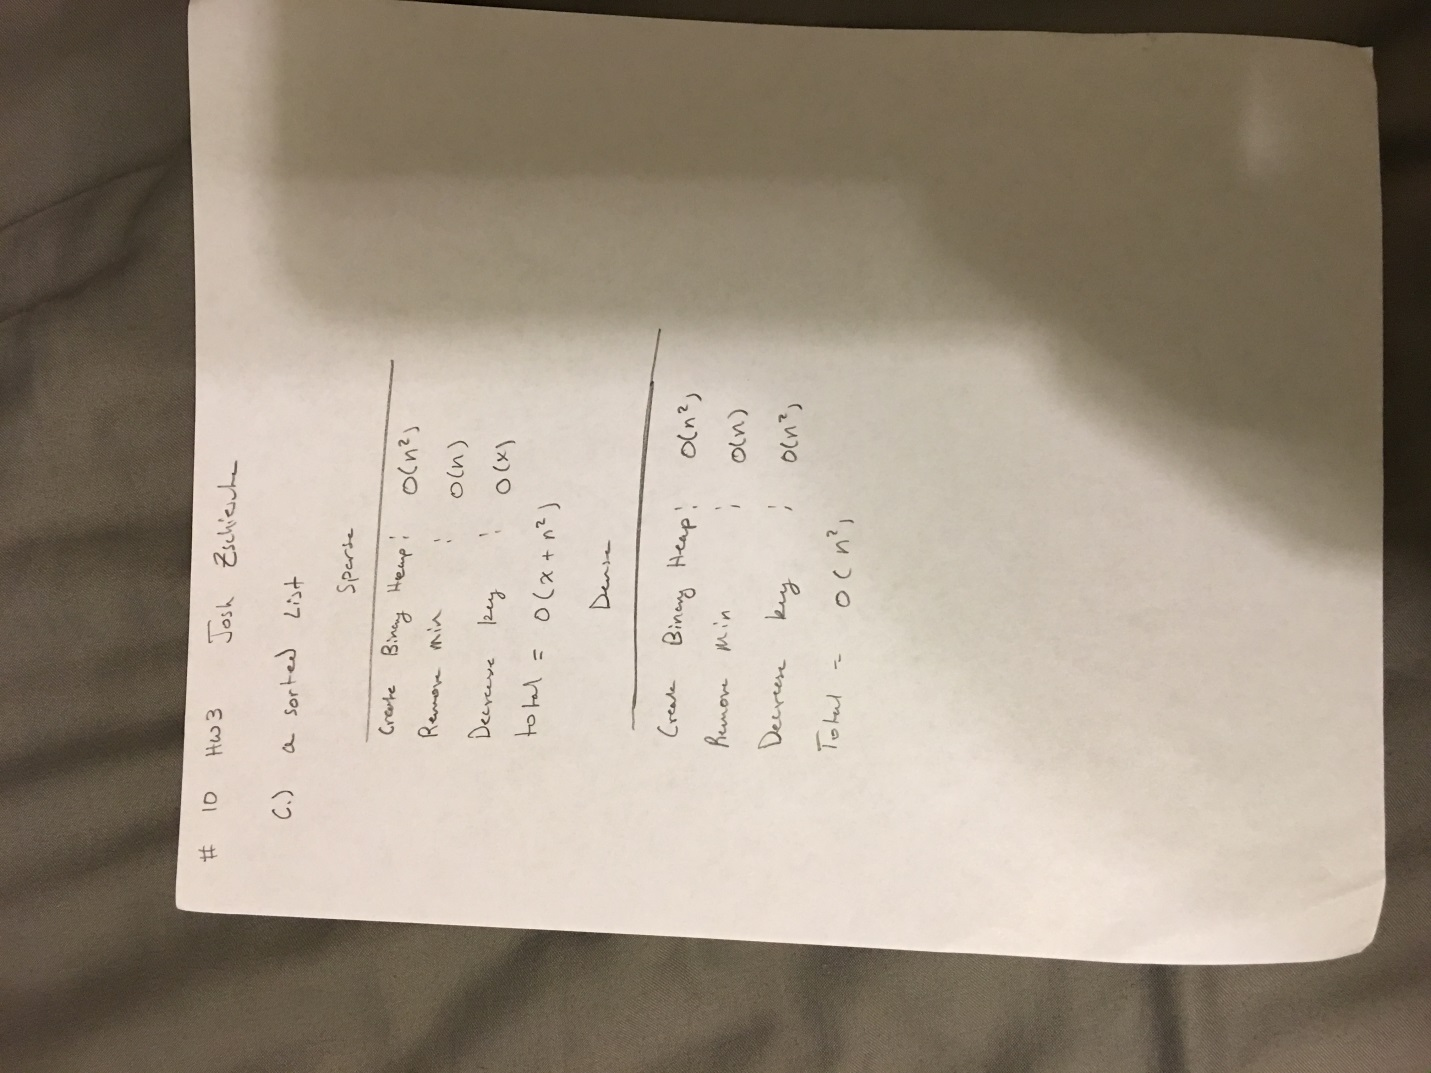 # 10 HW3 Josh Zschiesche
C.) a sorted List
Sparse
Create Binary Heap: O(n²)
Remove min : O(n)
Decrease key : O(x)
total = O(x + n²)
Dense
Create Binary Heap: O(n²)
Remove Min ; O(n)
Decrease key ; O(n²)
Total = O(n²)